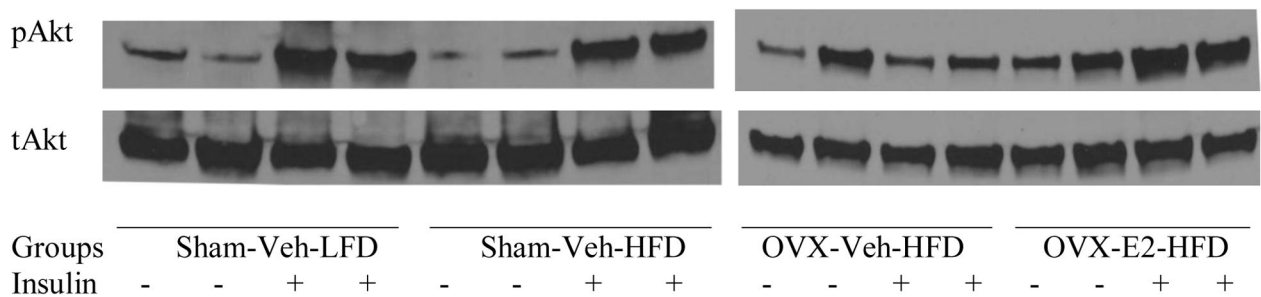 pAkt
tAkt
Groups Sham-Veh-LFD Sham-Veh-HFD OVX-Veh-HFD OVX-E2-HFD
Insulin - - + + - - + + - - + + - - + +